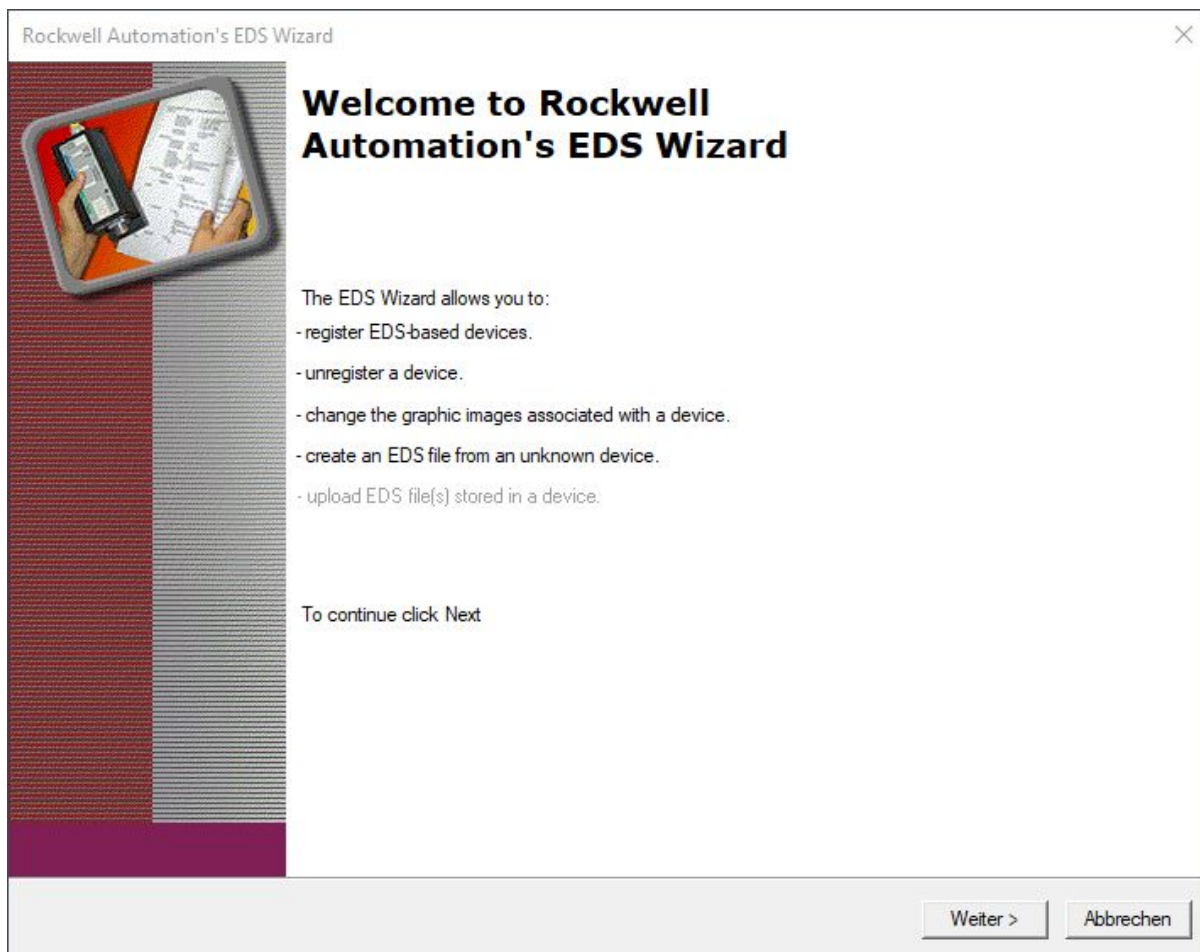 Rockwell Automation's EDS Wizard
Welcome to Rockwell
Automation's EDS Wizard
The EDS Wizard allows you to:
- register EDS-based devices.
- unregister a device.
- change the graphic images associated with a device.
- create an EDS file from an unknown device.
- upload EDS file(s) stored in a device.
To continue click Next
Weiter >
Abbrechen